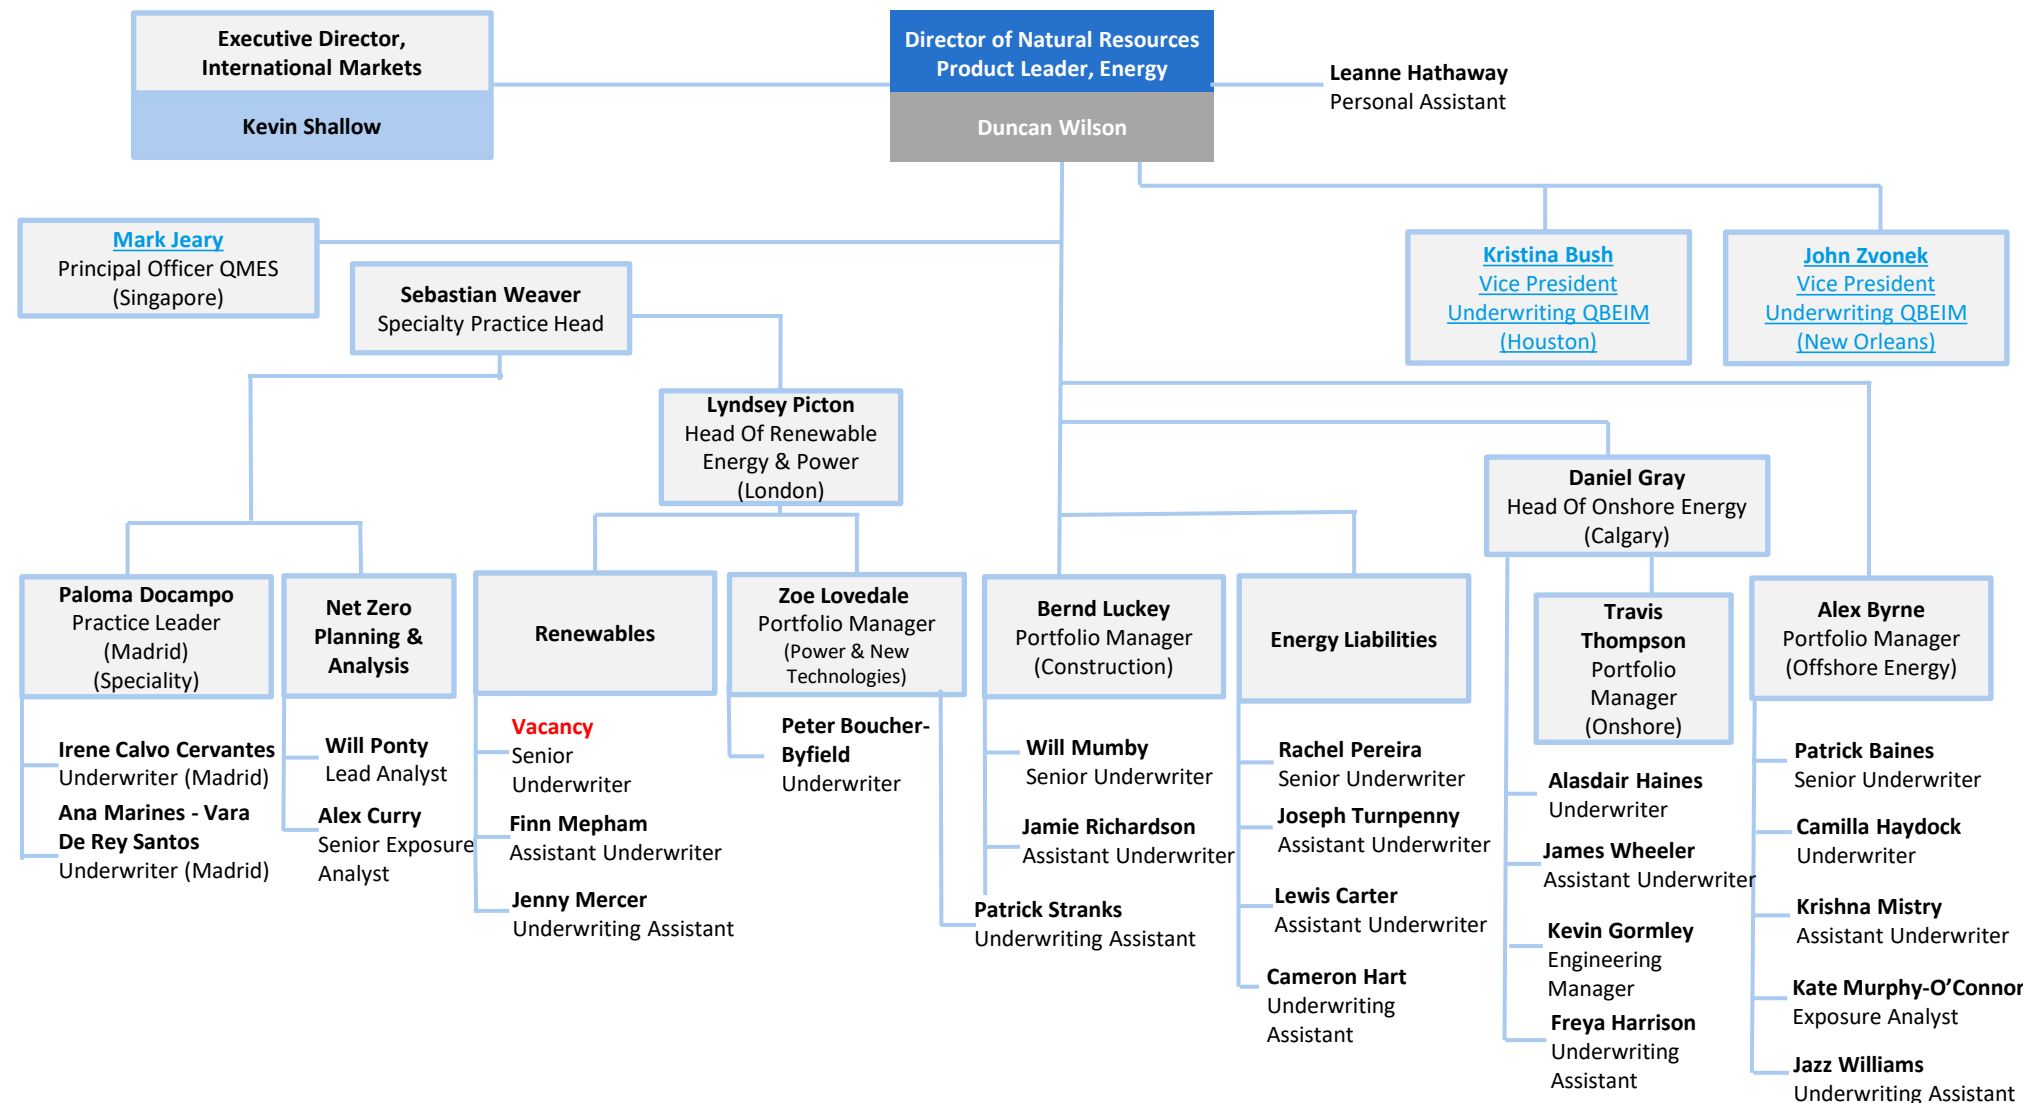 Executive Director,
International Markets
Kevin Shallow
Director of Natural Resources
Product Leader, Energy
Duncan Wilson
Leanne Hathaway
Personal Assistant
Mark Jeary
Principal Officer QMES
(Singapore)
Sebastian Weaver
Specialty Practice Head
Kristina Bush
Vice President
Underwriting QBEIM
(Houston)
John Zvonek
Vice President
Underwriting QBEIM
(New Orleans)
Lyndsey Picton
Head Of Renewable
Energy & Power
(London)
Daniel Gray
Head Of Onshore Energy
(Calgary)
Paloma Docampo
Practice Leader
(Madrid)
(Speciality)
Net Zero
Planning &
Analysis
Renewables
Zoe Lovedale
Portfolio Manager
(Power & New
Technologies)
Bernd Luckey
Portfolio Manager
(Construction)
Energy Liabilities
Travis
Thompson
Portfolio
Manager
(Onshore)
Alex Byrne
Portfolio Manager
(Offshore Energy)
Irene Calvo Cervantes
Underwriter (Madrid)
Ana Marines - Vara
De Rey Santos
Underwriter (Madrid)
Will Ponty
Lead Analyst
Alex Curry
Senior Exposure
Analyst
Vacancy
Senior
Underwriter
Finn Mepham
Assistant Underwriter
Jenny Mercer
Underwriting Assistant
Peter Boucher-
Byfield
Underwriter
Patrick Stranks
Underwriting Assistant
Will Mumby
Senior Underwriter
Jamie Richardson
Assistant Underwriter
Rachel Pereira
Senior Underwriter
Joseph Turnpenny
Assistant Underwriter
Lewis Carter
Assistant Underwriter
Cameron Hart
Underwriting
Assistant
Alasdair Haines
Underwriter
James Wheeler
Assistant Underwriter
Kevin Gormley
Engineering
Manager
Freya Harrison
Underwriting
Assistant
Patrick Baines
Senior Underwriter
Camilla Haydock
Underwriter
Krishna Mistry
Assistant Underwriter
Kate Murphy-O’Connor
Exposure Analyst
Jazz Williams
Underwriting Assistant